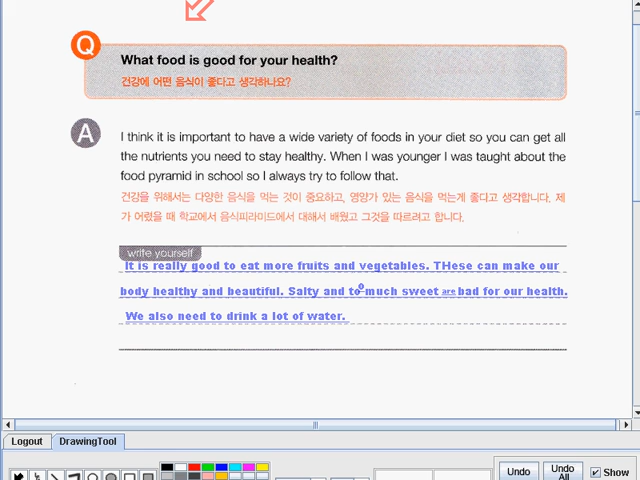 Q
What food is good for your health?
건강에 어떤 음식이 좋다고 생각하나요?
A
I think it is important to have a wide variety of foods in your diet so you can get all
the nutrients you need to stay healthy. When I was younger I was taught about the
food pyramid in school so I always try to follow that.
건강을 위해서는 다양한 음식을 먹는 것이 중요하고, 영양가 있는 음식을 먹는게 좋다고 생각합니다. 제
가 어렸을 때 학교에서 음식피라미드에서 대해서 배웠고 그것을 따르려고 합니다.
write yourself
It is really good to eat more fruits and vegetables. THese can make our
body healthy and beautiful. Salty and too much sweet are bad for our health.
We also need to drink a lot of water.
Logout DrawingTool
Undo Undo All Show